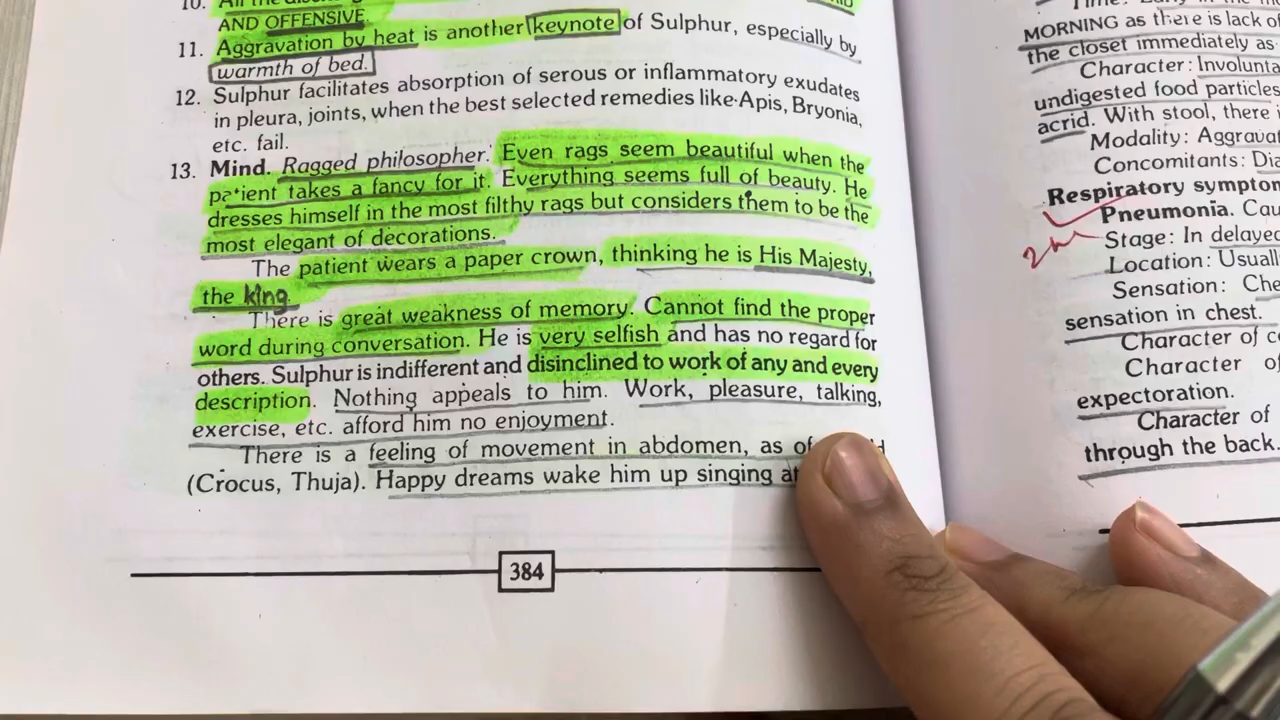 10. All the
AND OFFENSIVE.
11. Aggravation by heat is another keynote of Sulphur, especially by
warmth of bed.
12. Sulphur facilitates absorption of serous or inflammatory exudates
in pleura, joints, when the best selected remedies like Apis, Bryonia,
etc. fail.
13. Mind. Ragged philosopher. Even rags seem beautiful when the
patient takes a fancy for it. Everything seems full of beauty. He
dresses himself in the most filthy rags but considers them to be the
most elegant of decorations.
The patient wears a paper crown, thinking he is His Majesty,
the king.
There is great weakness of memory. Cannot find the proper
word during conversation. He is very selfish and has no regard for
others. Sulphur is indifferent and disinclined to work of any and every
description. Nothing appeals to him. Work, pleasure, talking,
exercise, etc. afford him no enjoyment.
There is a feeling of movement in abdomen, as of
(Crocus, Thuja). Happy dreams wake him up singing
384
MORNING as there is lack of
the closet immediately as
Character: Involunta
undigested food particles
acrid. With stool, there i
Modality: Aggravat
Concomitants: Dia
Respiratory symptom
Pneumonia. Cau
Stage: In delayed
Location: Usuall
Sensation: Che
sensation in chest.
Character of c
Character of
expectoration.
Character of
through the back.